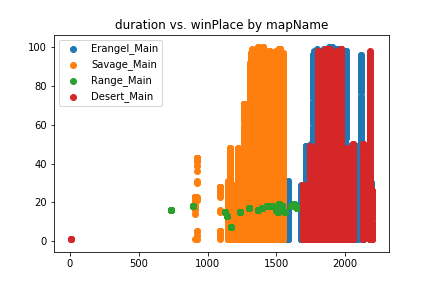 duration vs. winPlace by mapName
Erangel_Main
Savage_Main
Range_Main
Desert_Main
100
80
60
40
20
0
0 500 1000 1500 2000